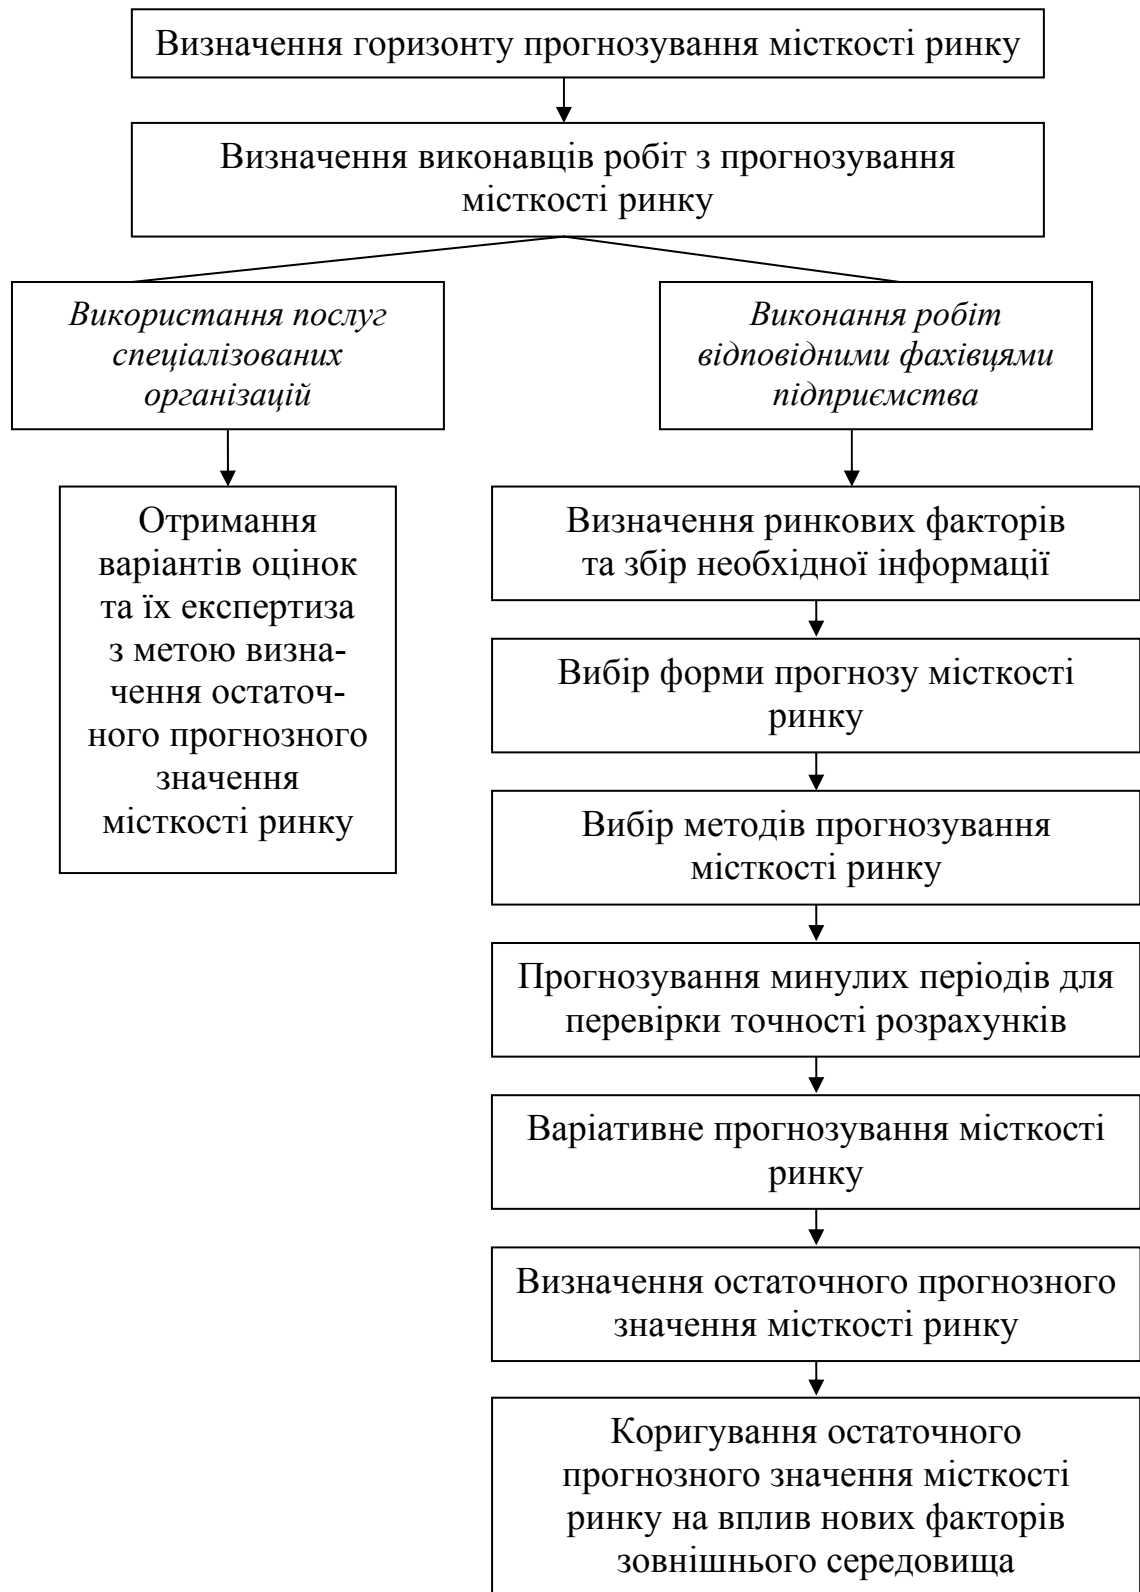 Визначення горизонту прогнозування місткості ринку
Визначення виконавців робіт з прогнозування
місткості ринку
Використання послуг
спеціалізованих
організацій
Виконання робіт
відповідними фахівцями
підприємства
Отримання
варіантів оцінок
та їх експертиза
з метою визна-
чення остаточ-
ного прогнозного
значення
місткості ринку
Визначення ринкових факторів
та збір необхідної інформації
Вибір форми прогнозу місткості
ринку
Вибір методів прогнозування
місткості ринку
Прогнозування минулих періодів для
перевірки точності розрахунків
Варіативне прогнозування місткості
ринку
Визначення остаточного прогнозного
значення місткості ринку
Коригування остаточного
прогнозного значення місткості
ринку на вплив нових факторів
зовнішнього середовища